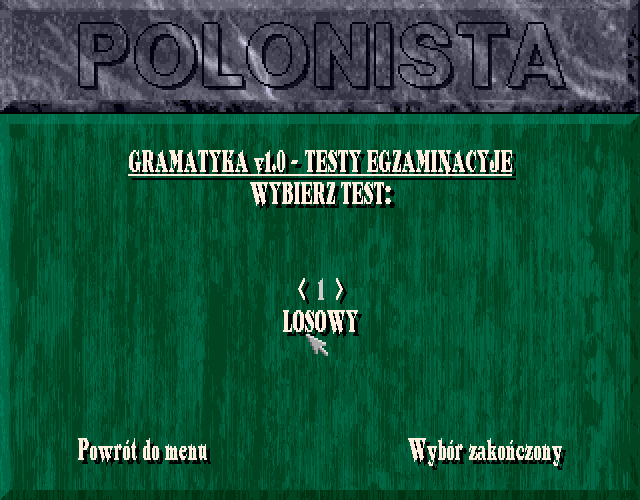 POLONISTA
GRAMATYKA v1.0 - TESTY EGZAMINACYJE
WYBIERZ TEST:
< 1 >
LOSOWY
Powrót do menu
Wybór zakończony